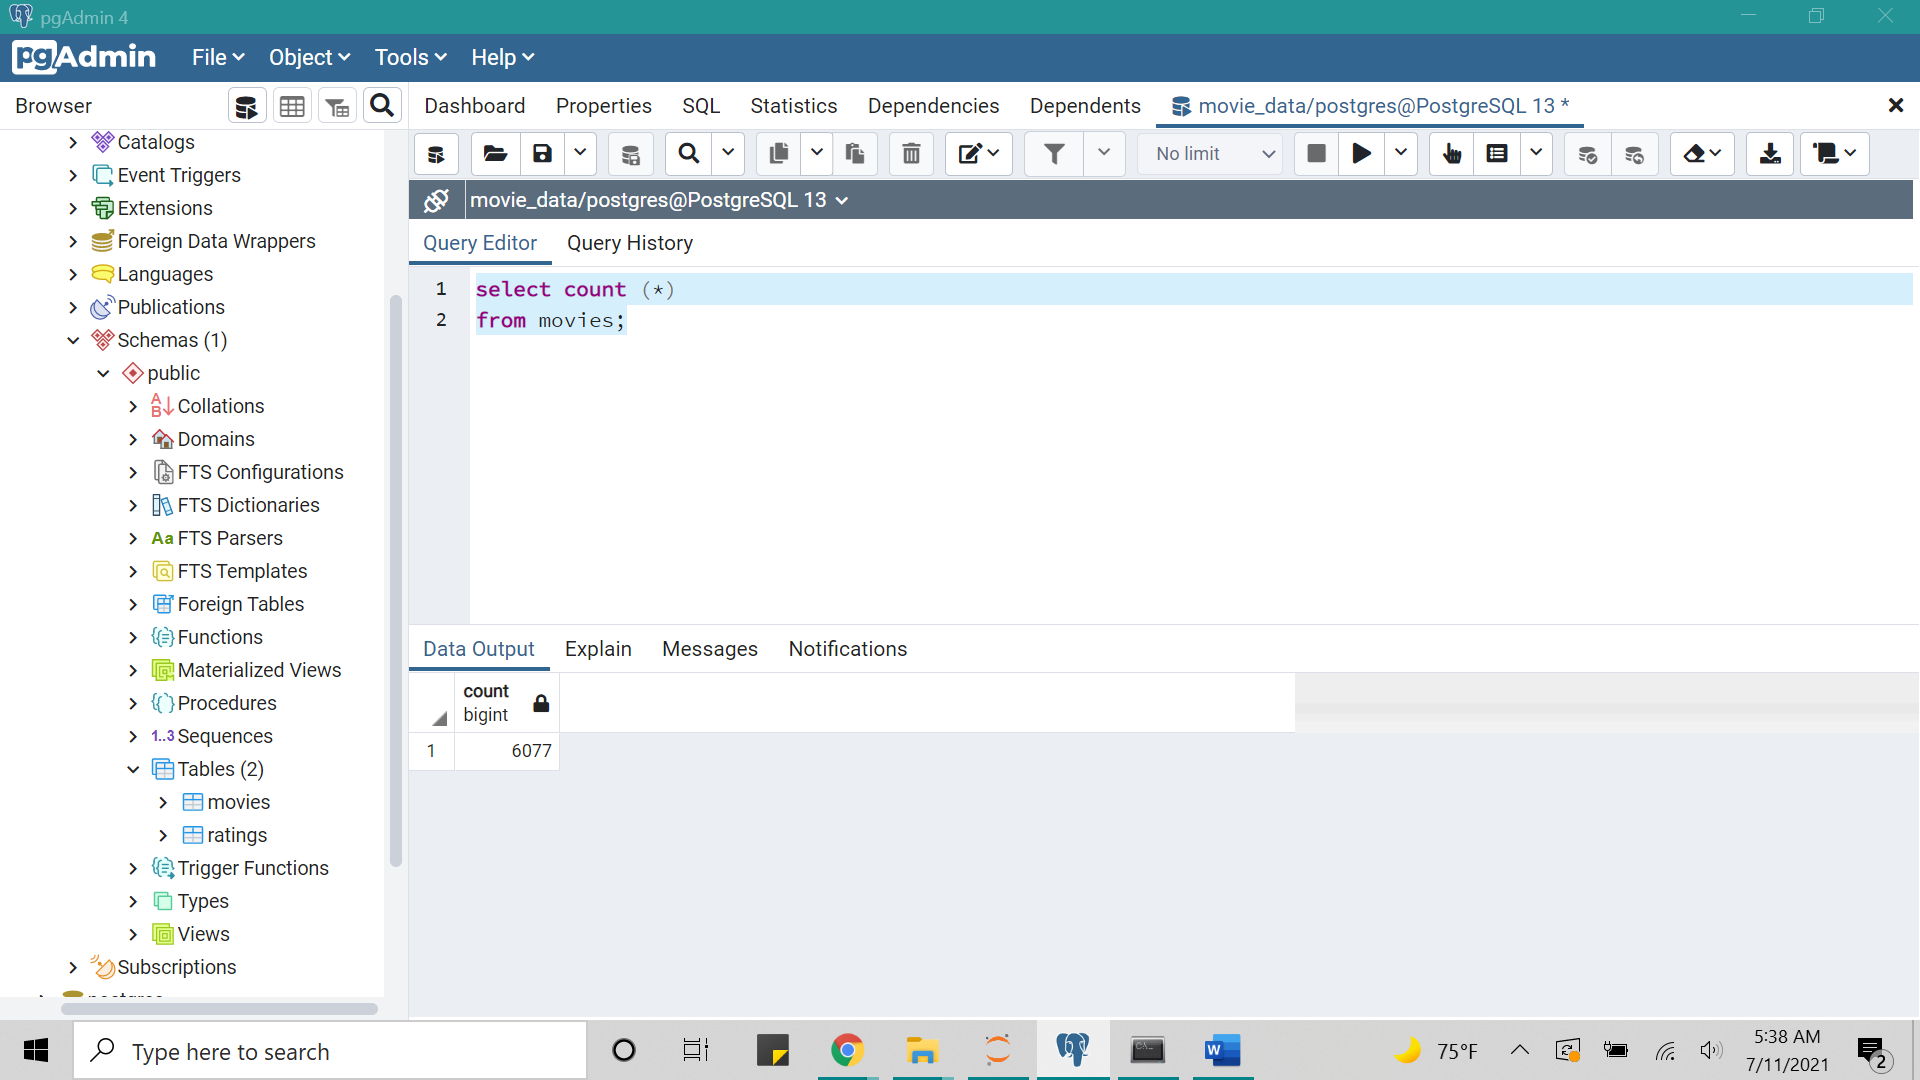 pgAdmin 4
pgAdmin File Object Tools Help
Browser
Dashboard Properties SQL Statistics Dependencies Dependents movie_data/postgres@PostgreSQL 13 *
No limit
movie_data/postgres@PostgreSQL 13
Query Editor Query History
1 select count (*)
2 from movies;
Catalogs
Event Triggers
Extensions
Foreign Data Wrappers
Languages
Publications
Schemas (1)
public
Collations
Domains
FTS Configurations
FTS Dictionaries
Aa FTS Parsers
FTS Templates
Foreign Tables
Functions
Materialized Views
Procedures
1..3 Sequences
Tables (2)
movies
ratings
Trigger Functions
Types
Views
Subscriptions
Data Output Explain Messages Notifications
count
bigint
1 6077
Type here to search
75°F
5:38 AM
7/11/2021
2